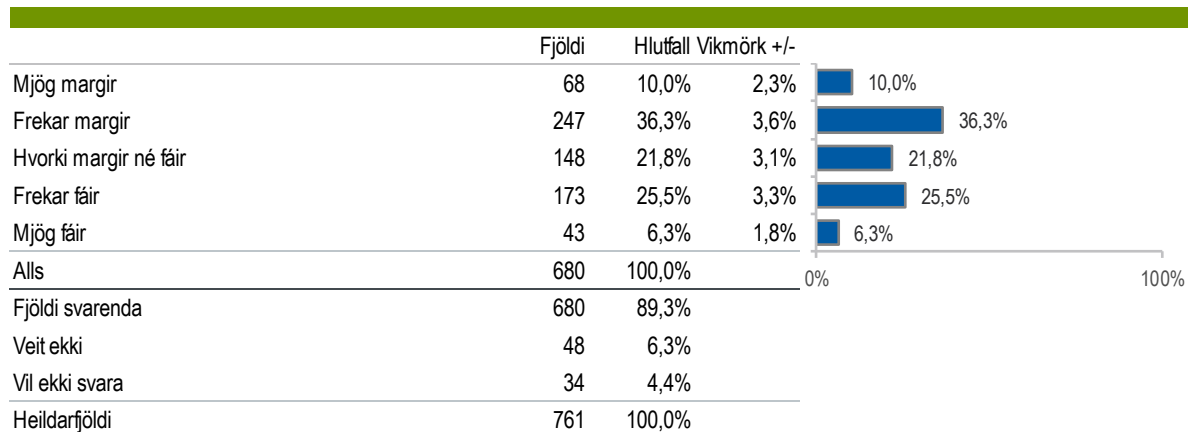 Fjöldi Hlutfall Vikmörk +/-
Mjög margir 68 10,0% 2,3% 10,0%
Frekar margir 247 36,3% 3,6% 36,3%
Hvorki margir né fáir 148 21,8% 3,1% 21,8%
Frekar fáir 173 25,5% 3,3% 25,5%
Mjög fáir 43 6,3% 1,8% 6,3%
Alls 680 100,0% 0% 100%
Fjöldi svarenda 680 89,3%
Veit ekki 48 6,3%
Vil ekki svara 34 4,4%
Heildarfjöldi 761 100,0%